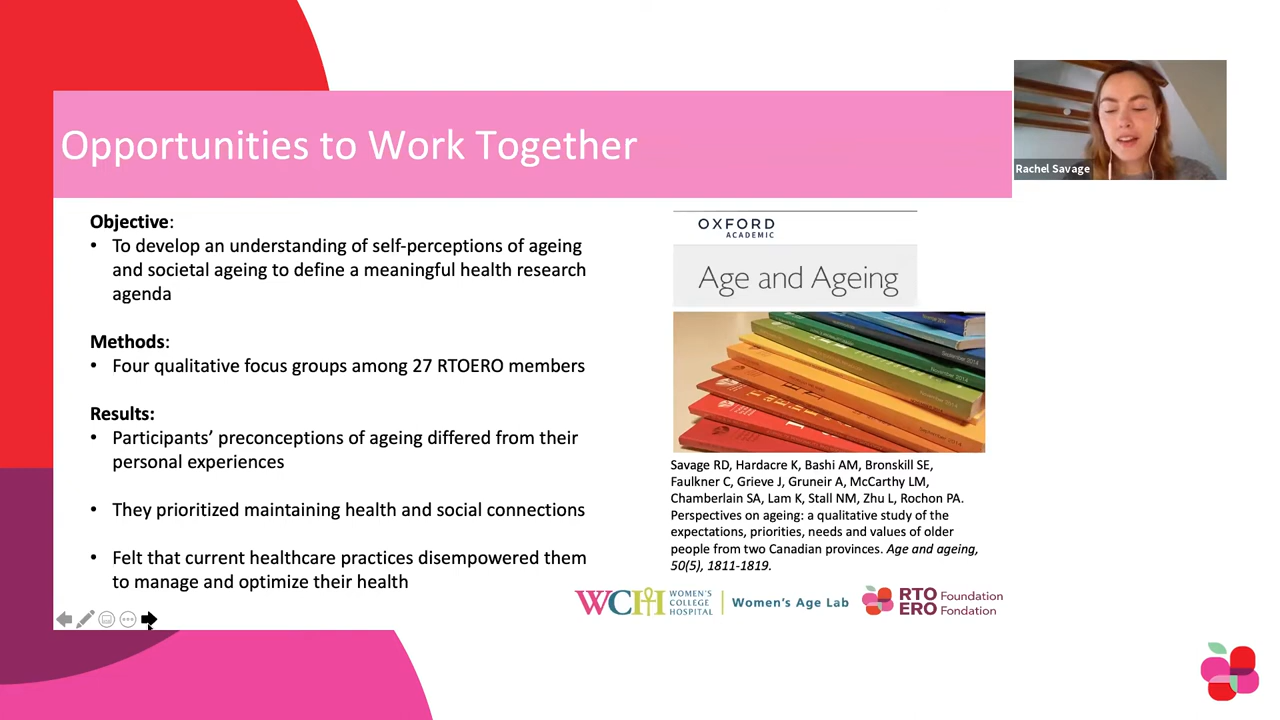 Opportunities to Work Together
Rachel Savage
Objective:
• To develop an understanding of self-perceptions of ageing
and societal ageing to define a meaningful health research
agenda
Methods:
• Four qualitative focus groups among 27 RTOERO members
Results:
• Participants’ preconceptions of ageing differed from their
personal experiences
• They prioritized maintaining health and social connections
• Felt that current healthcare practices disempowered them
to manage and optimize their health
OXFORD
ACADEMIC
Age and Ageing
September 2014
November 2014
September 2014
Savage RD, Hardacre K, Bashi AM, Bronskill SE,
Faulkner C, Grieve J, Gruneir A, McCarthy LM,
Chamberlain SA, Lam K, Stall NM, Zhu L, Rochon PA.
Perspectives on ageing: a qualitative study of the
expectations, priorities, needs and values of older
people from two Canadian provinces. Age and ageing,
50(5), 1811-1819.
WCH WOMEN'S
COLLEGE
HOSPITAL
Women's Age Lab
RTO Foundation
ERO Fondation